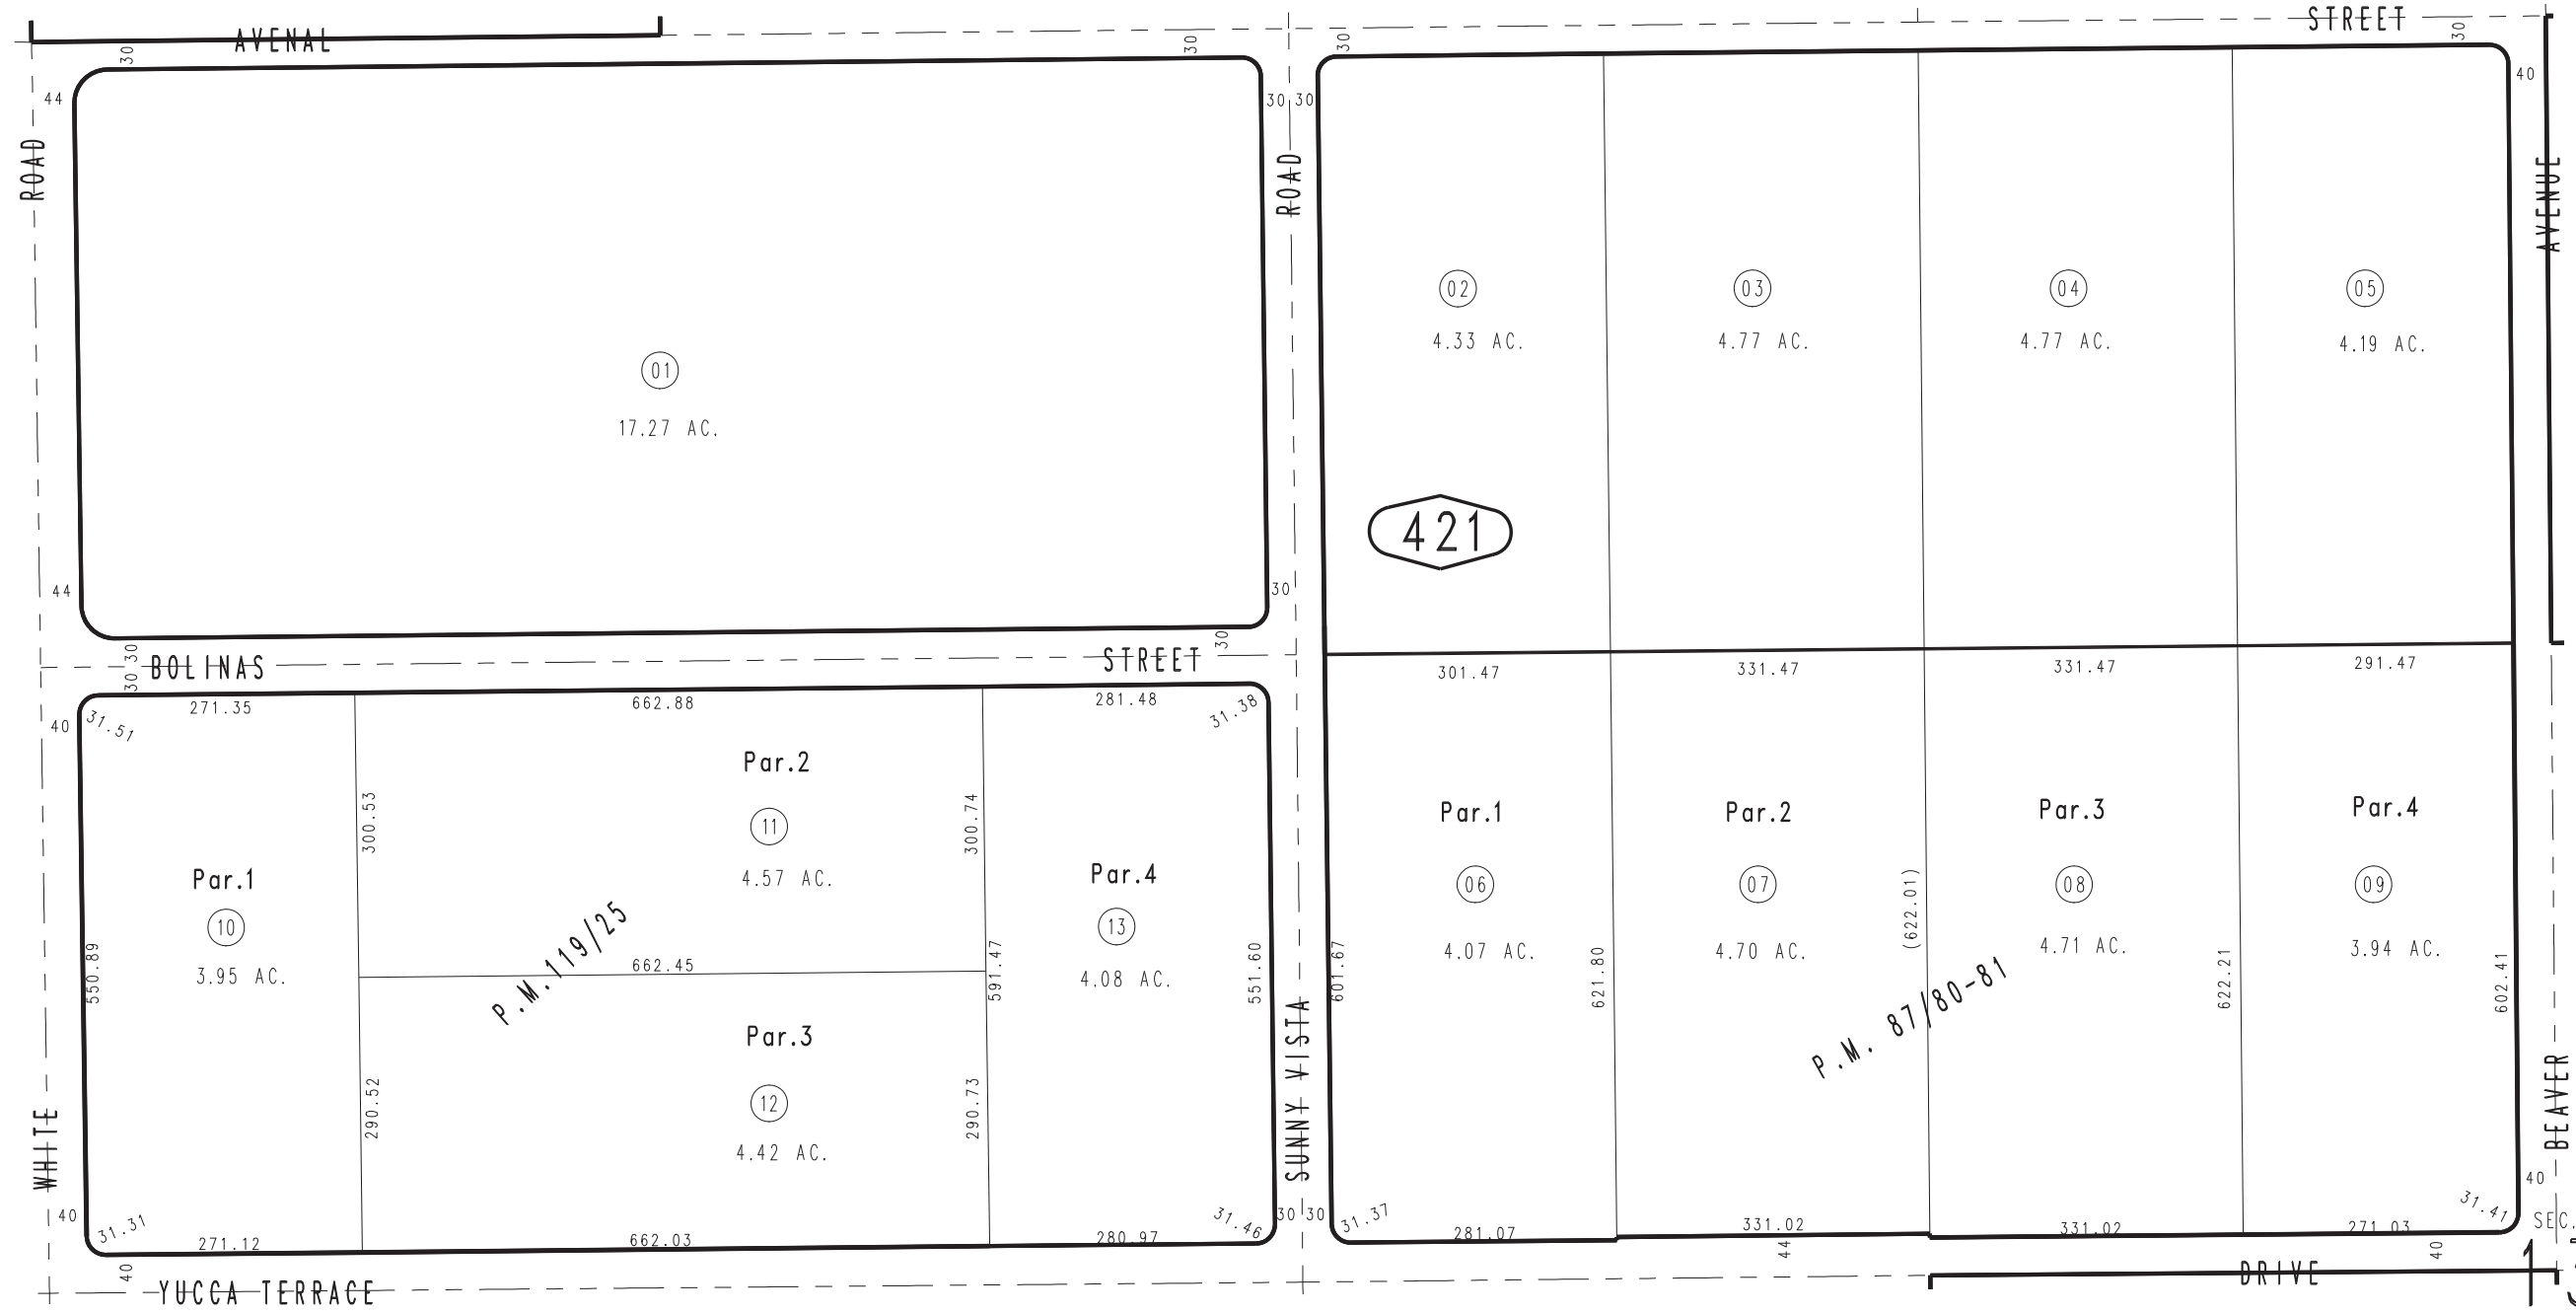 AVENAL STREET
30 30 30 30
44 30 30 40
ROAD ROAD AVENUE
02 03 04 05
4.33 AC. 4.77 AC. 4.77 AC. 4.19 AC.
01
17.27 AC.
421
44 30
30 30
BOLINAS STREET
30
301.47 331.47 331.47 291.47
271.35 662.88 281.48
40 31.51 31.38
Par.2
11
4.57 AC.
300.53 300.74
Par.1
10
3.95 AC.
550.89
P.M.119/25
662.45
591.47
Par.4
13
4.08 AC.
551.60
Par.3
12
4.42 AC.
290.52 290.73
Par.1 Par.2 Par.3 Par.4
06 07 08 09
4.07 AC. 4.70 AC. 4.71 AC. 3.94 AC.
601.67 621.80 (622.01) 622.21 602.41
P.M. 87/80-81
WHITE SUNNY VISTA BEAVER
40 31.31 31.46 30 30 31.37 31.41 40
271.12 662.03 280.97 281.07 331.02 331.02 271.03
SEC.
40 44 40
YUCCA TERRACE DRIVE
1